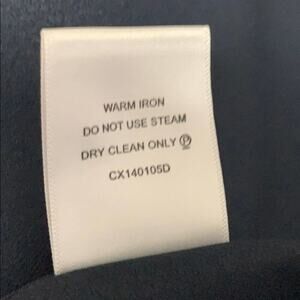 WARM IRON
DO NOT USE STEAM
DRY CLEAN ONLY Ⓟ
CX140105D